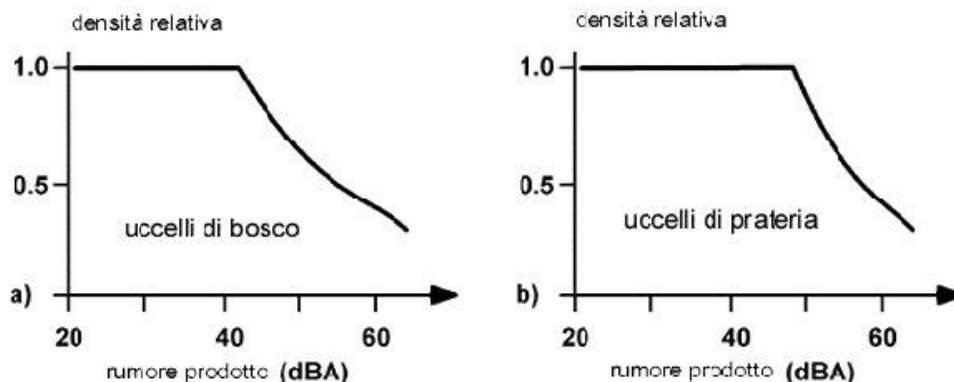 densità relativa
1.0
0.5
uccelli di bosco
a)
20 40 60
rumore prodotto (dBA)
densità relativa
1.0
0.5
uccelli di prateria
b)
20 40 60
rumore prodotto (dBA)